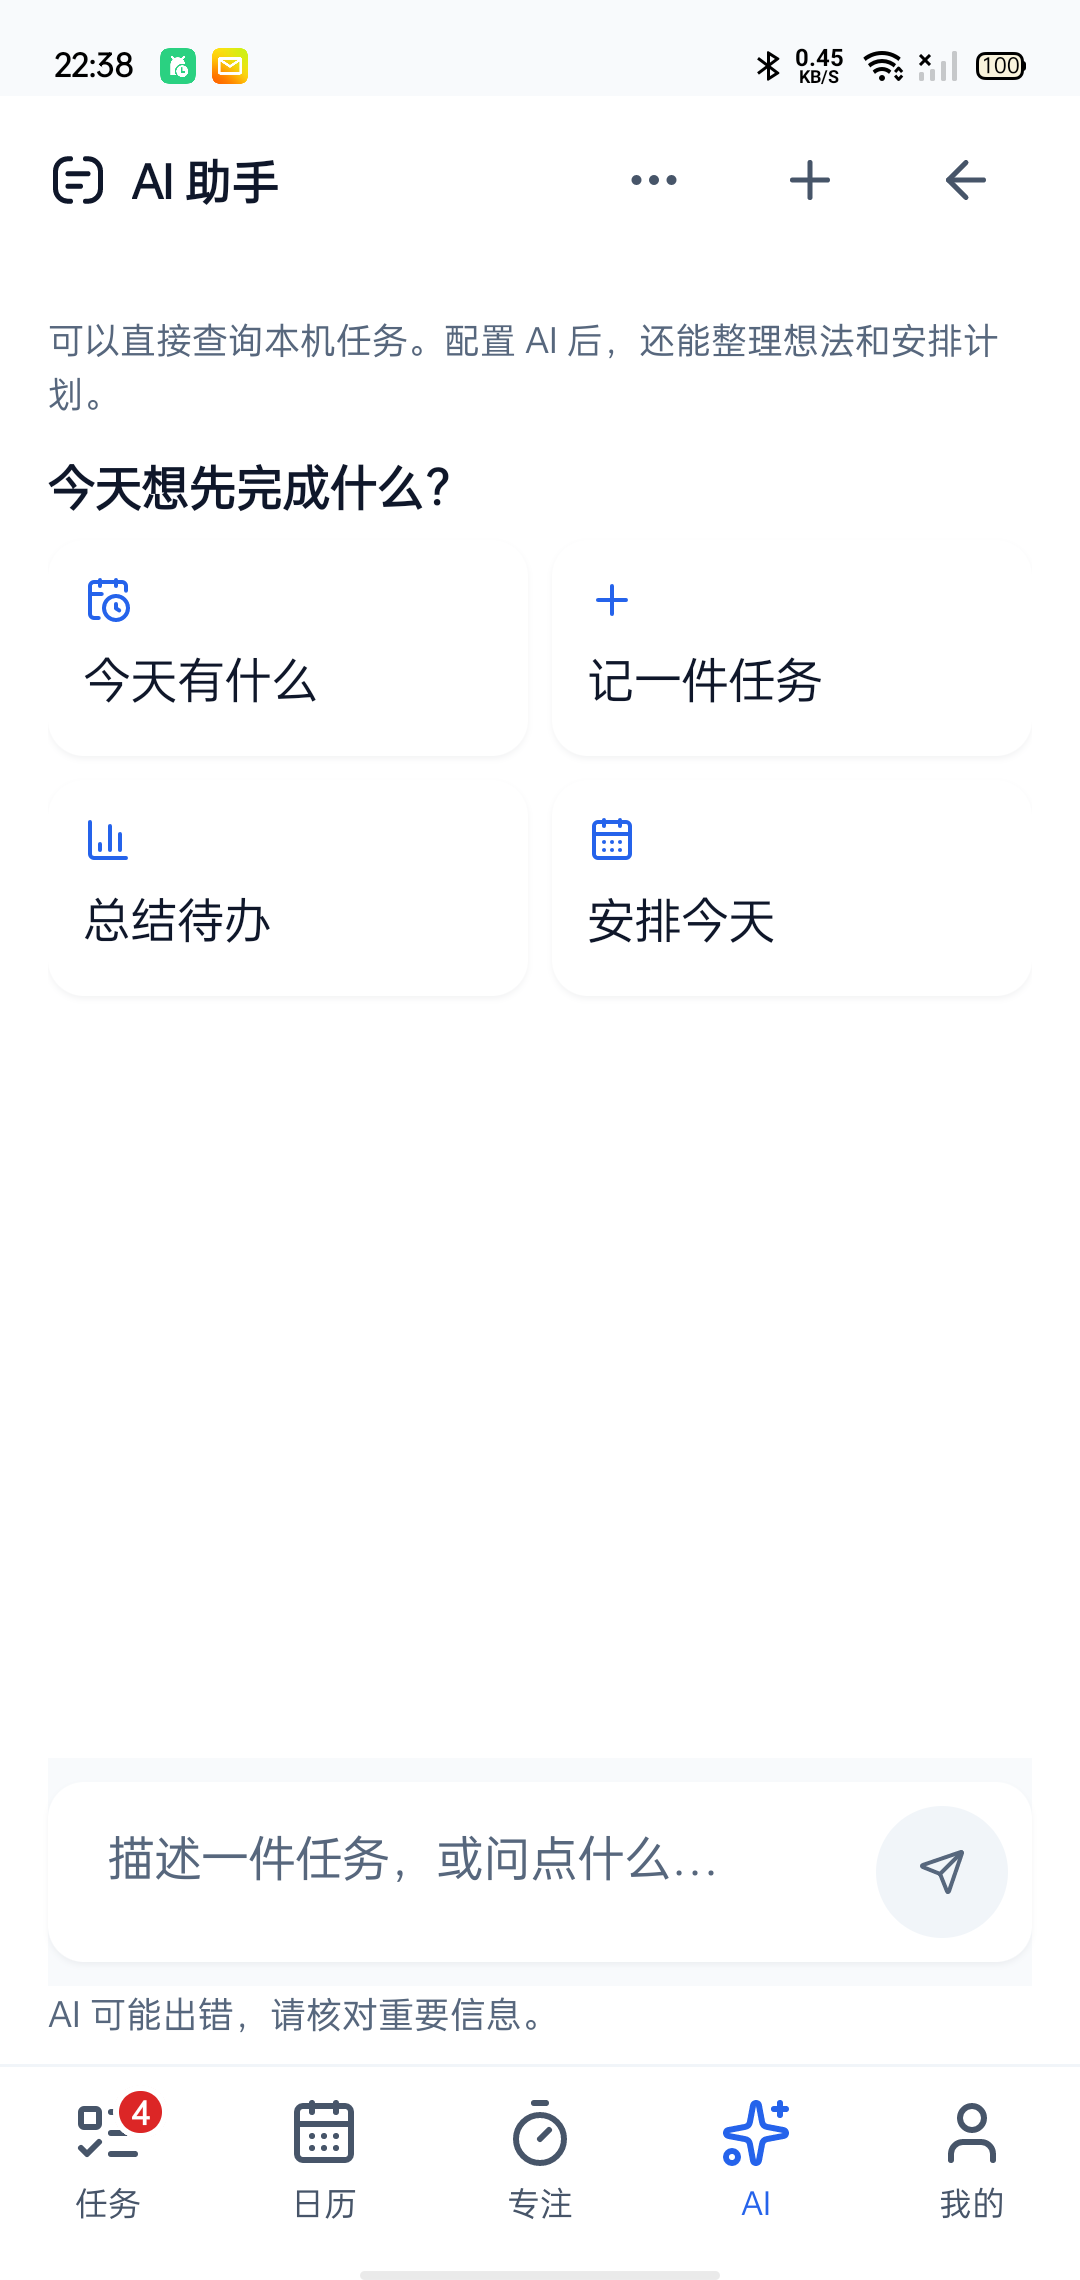 22:38
0.45
KB/S
100
AI 助手
可以直接查询本机任务。配置 AI 后，还能整理想法和安排计
划。
今天想先完成什么？
今天有什么
记一件任务
总结待办
安排今天
描述一件任务，或问点什么...
AI 可能出错，请核对重要信息。
4
任务
日历
专注
AI
我的